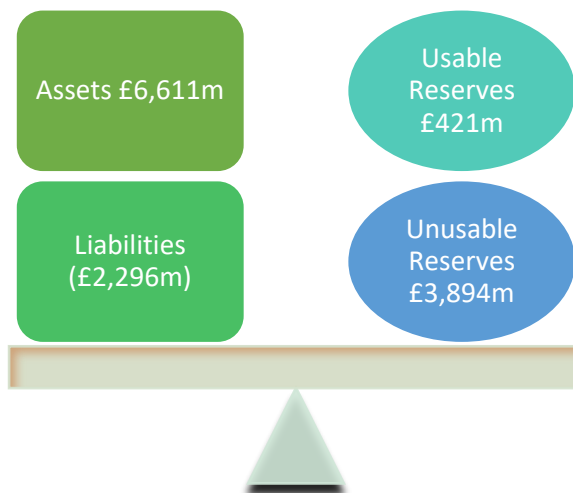 Assets £6,611m
Liabilities
(£2,296m)
Usable
Reserves
£421m
Unusable
Reserves
£3,894m